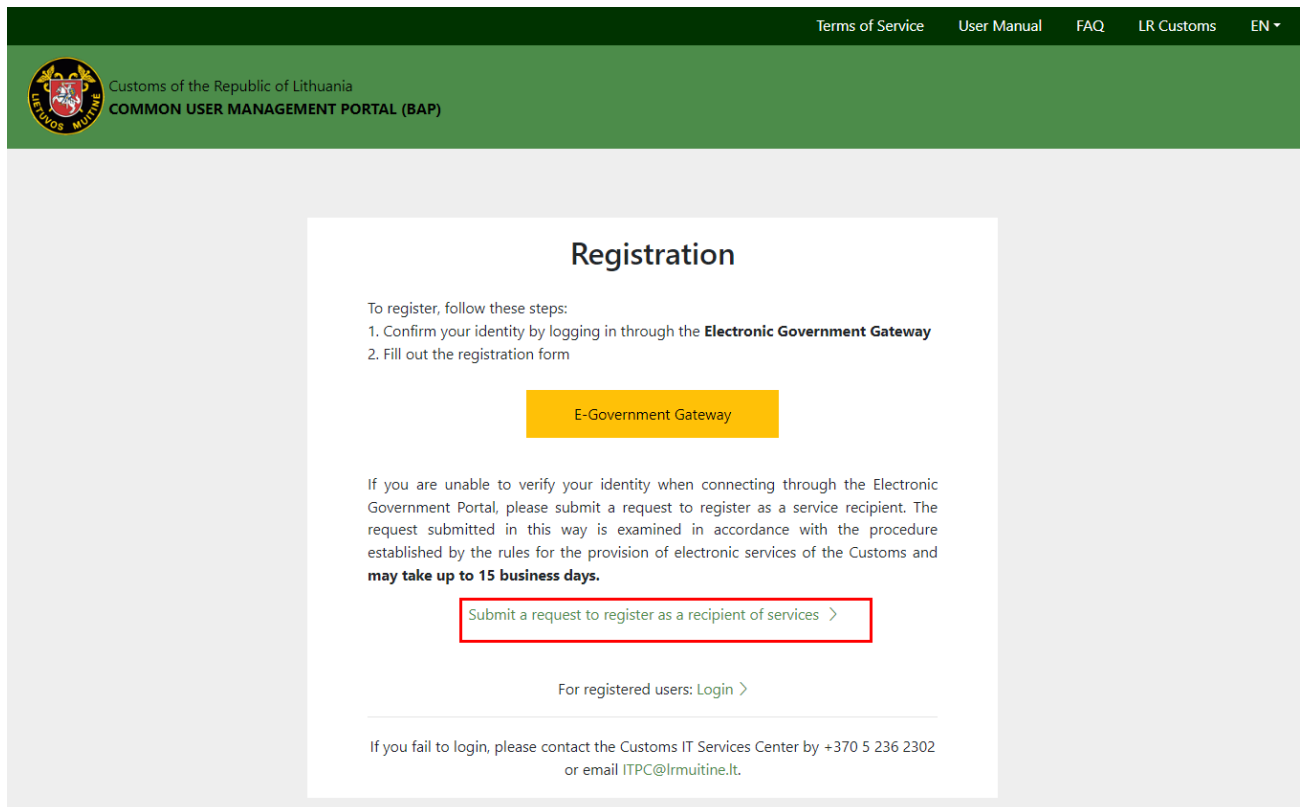 Terms of Service User Manual FAQ LR Customs EN
Customs of the Republic of Lithuania
COMMON USER MANAGEMENT PORTAL (BAP)
LIETUVOS MUITINĖ
Registration
To register, follow these steps:
1. Confirm your identity by logging in through the Electronic Government Gateway
2. Fill out the registration form
E-Government Gateway
If you are unable to verify your identity when connecting through the Electronic
Government Portal, please submit a request to register as a service recipient. The
request submitted in this way is examined in accordance with the procedure
established by the rules for the provision of electronic services of the Customs and
may take up to 15 business days.
Submit a request to register as a recipient of services >
For registered users: Login >
If you fail to login, please contact the Customs IT Services Center by +370 5 236 2302
or email ITPC@lrmuitine.lt.